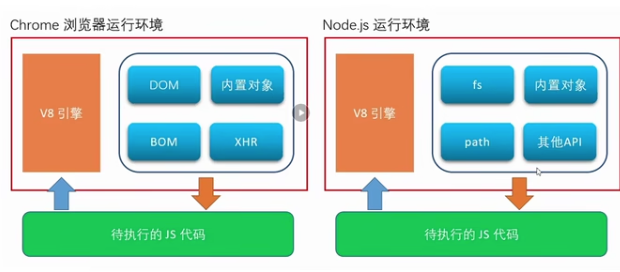 Chrome 浏览器运行环境
V8 引擎
DOM
内置对象
BOM
XHR
待执行的 JS 代码
Node.js 运行环境
V8 引擎
fs
内置对象
path
其他API
待执行的 JS 代码